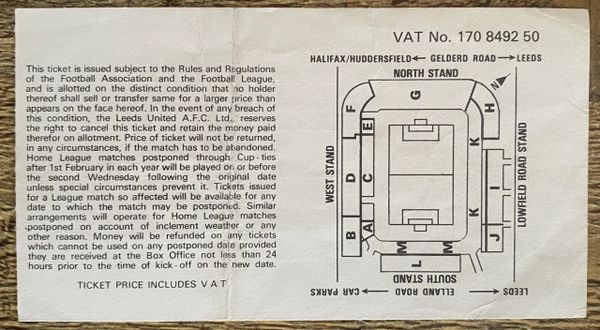 This ticket is issued subject to the Rules and Regulations
of the Football Association and the Football League,
and is allotted on the distinct condition that no holder
thereof shall sell or transfer same for a larger price than
appears on the face hereof. In the event of any breach of
this condition, the Leeds United A.F.C. Ltd., reserves
the right to cancel this ticket and retain the money paid
therefor on allotment. Price of ticket will not be returned,
in any circumstances, if the match has to be abandoned.
Home League matches postponed through Cup-ties
after 1st February in each year will be played on or before
the second Wednesday following the original date
unless special circumstances prevent it. Tickets issued
for a League match so affected will be available for any
date to which the match may be postponed. Similar
arrangements will operate for Home League matches
postponed on account of inclement weather or any
other reason. Money will be refunded on any tickets
which cannot be used on any postponed date provided
they are received at the Box Office not less than 24
hours prior to the time of kick-off on the new date.
TICKET PRICE INCLUDES V A T
VAT No. 170 8492 50
HALIFAX/HUDDERSFIELD ← GELDERD ROAD → LEEDS
NORTH STAND
N
F
G
H
E
WEST STAND
D
C
K
I
LOWFIELD ROAD STAND
B
A
K
J
M
M
L
SOUTH STAND
LEEDS ← ELLAND ROAD → CAR PARKS